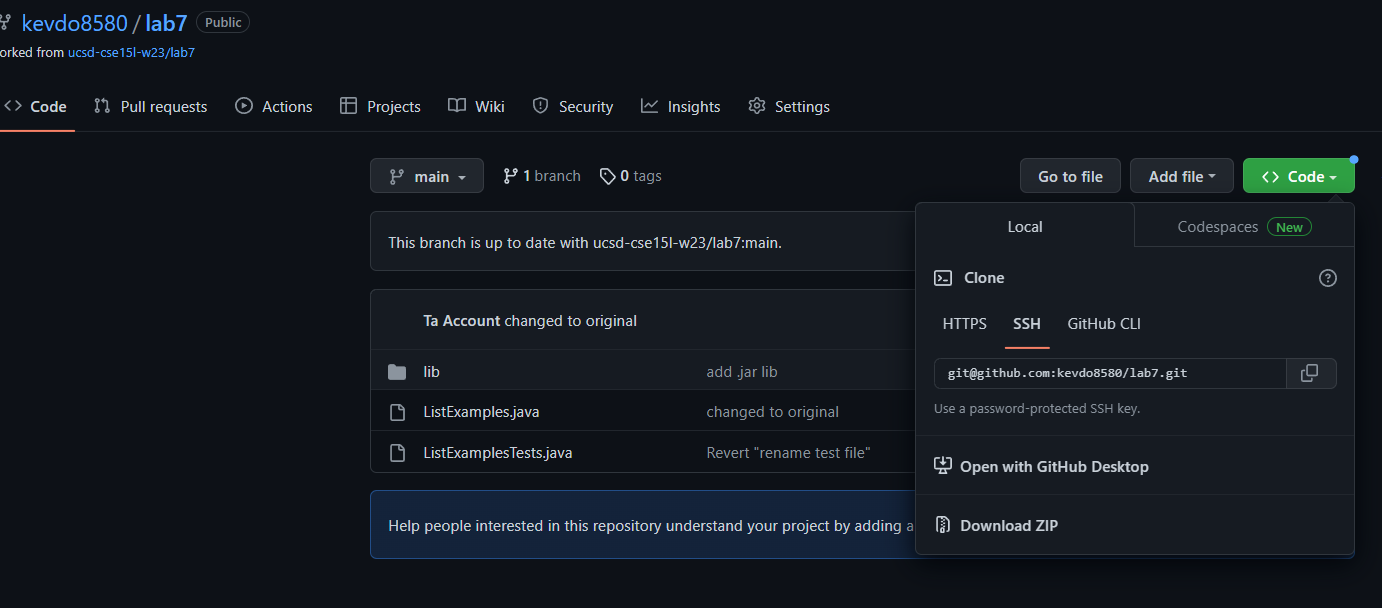 kevdo8580 / lab7 Public
orked from ucsd-cse15l-w23/lab7
Code Pull requests Actions Projects Wiki Security Insights Settings
main 1 branch 0 tags Go to file Add file Code
This branch is up to date with ucsd-cse15l-w23/lab7:main.
Ta Account changed to original
lib add .jar lib
ListExamples.java changed to original
ListExamplesTests.java Revert "rename test file"
Help people interested in this repository understand your project by adding a
Local Codespaces New
Clone
HTTPS SSH GitHub CLI
git@github.com:kevdo8580/lab7.git
Use a password-protected SSH key.
Open with GitHub Desktop
Download ZIP